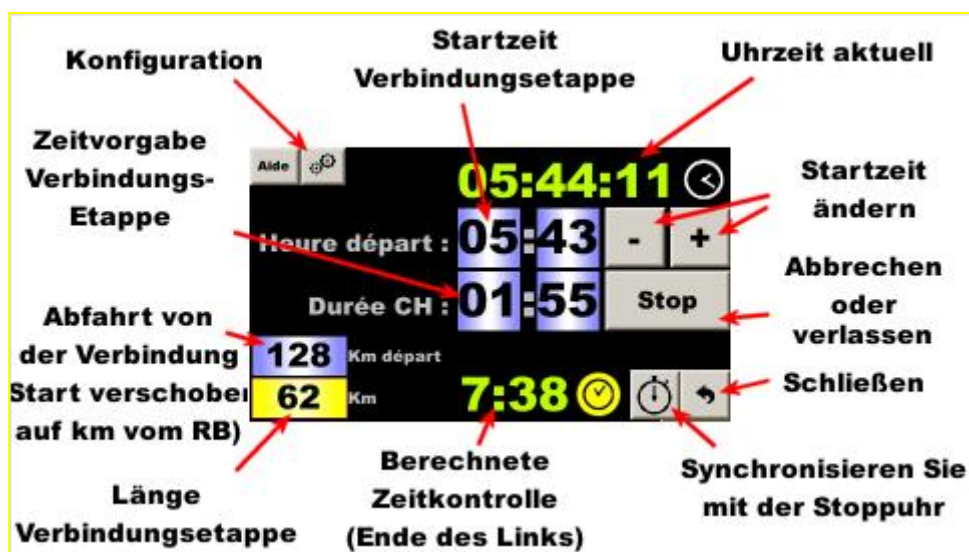 Startzeit
Verbindungsetappe
Konfiguration
Uhrzeit aktuell
Zeitvorgabe
Verbindungs-
Etappe
Aide
05:44:11
Startzeit
ändern
Heure départ : 05:43 - +
Durée CH : 01:55 Stop
Abbrechen
oder
verlassen
Abfahrt von
der Verbindung
Start verschober
auf km vom RB)
128 Km départ
62 Km
7:38
Schließen
Länge
Verbindungsetappe
Berechnete
Zeitkontrolle
(Ende des Links)
Synchronisieren Sie
mit der Stoppuhr